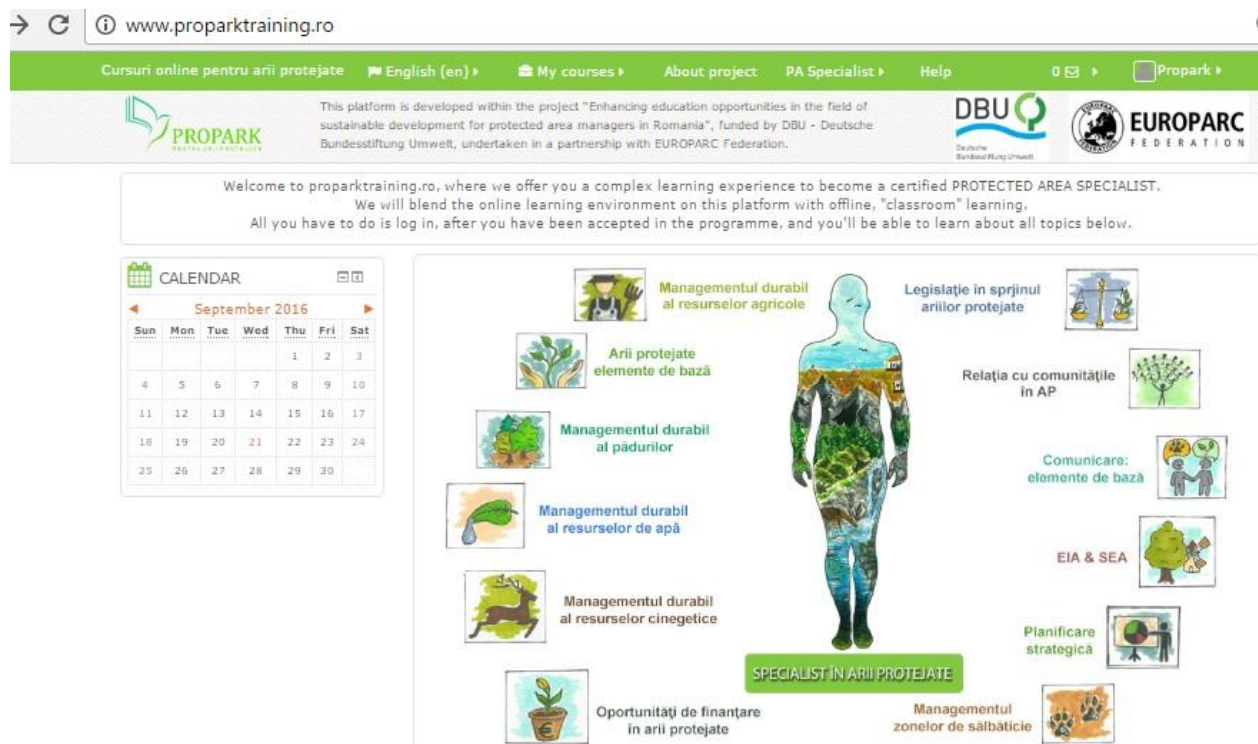 www.proparktraining.ro
Cursuri online pentru arii protejate English (en) My courses About project PA Specialist Help 0 Propark
PROPARK
This platform is developed within the project "Enhancing education opportunities in the field of
sustainable development for protected area managers in Romania", funded by DBU - Deutsche
Bundesstiftung Umwelt, undertaken in a partnership with EUROPARC Federation.
DBU
Deutsche
Bundesstiftung Umwelt
EUROPARC
FEDERATION
Welcome to proparktraining.ro, where we offer you a complex learning experience to become a certified PROTECTED AREA SPECIALIST.
We will blend the online learning environment on this platform with offline, "classroom" learning.
All you have to do is log in, after you have been accepted in the programme, and you'll be able to learn about all topics below.
CALENDAR
September 2016
Sun Mon Tue Wed Thu Fri Sat
1 2 3
4 5 6 7 8 9 10
11 12 13 14 15 16 17
18 19 20 21 22 23 24
25 26 27 28 29 30
Managementul durabil
al resurselor agricole
Arii protejate
elemente de bază
Managementul durabil
al pădurilor
Managementul durabil
al resurselor de apă
Managementul durabil
al resurselor cinegetice
Oportunităţi de finanţare
în arii protejate
Legislaţie în sprjinul
ariilor protejate
Relaţia cu comunităţile
în AP
Comunicare:
elemente de bază
EIA & SEA
Planificare
strategică
Managementul
zonelor de sălbăticie
SPECIALIST ÎN ARII PROTEJATE